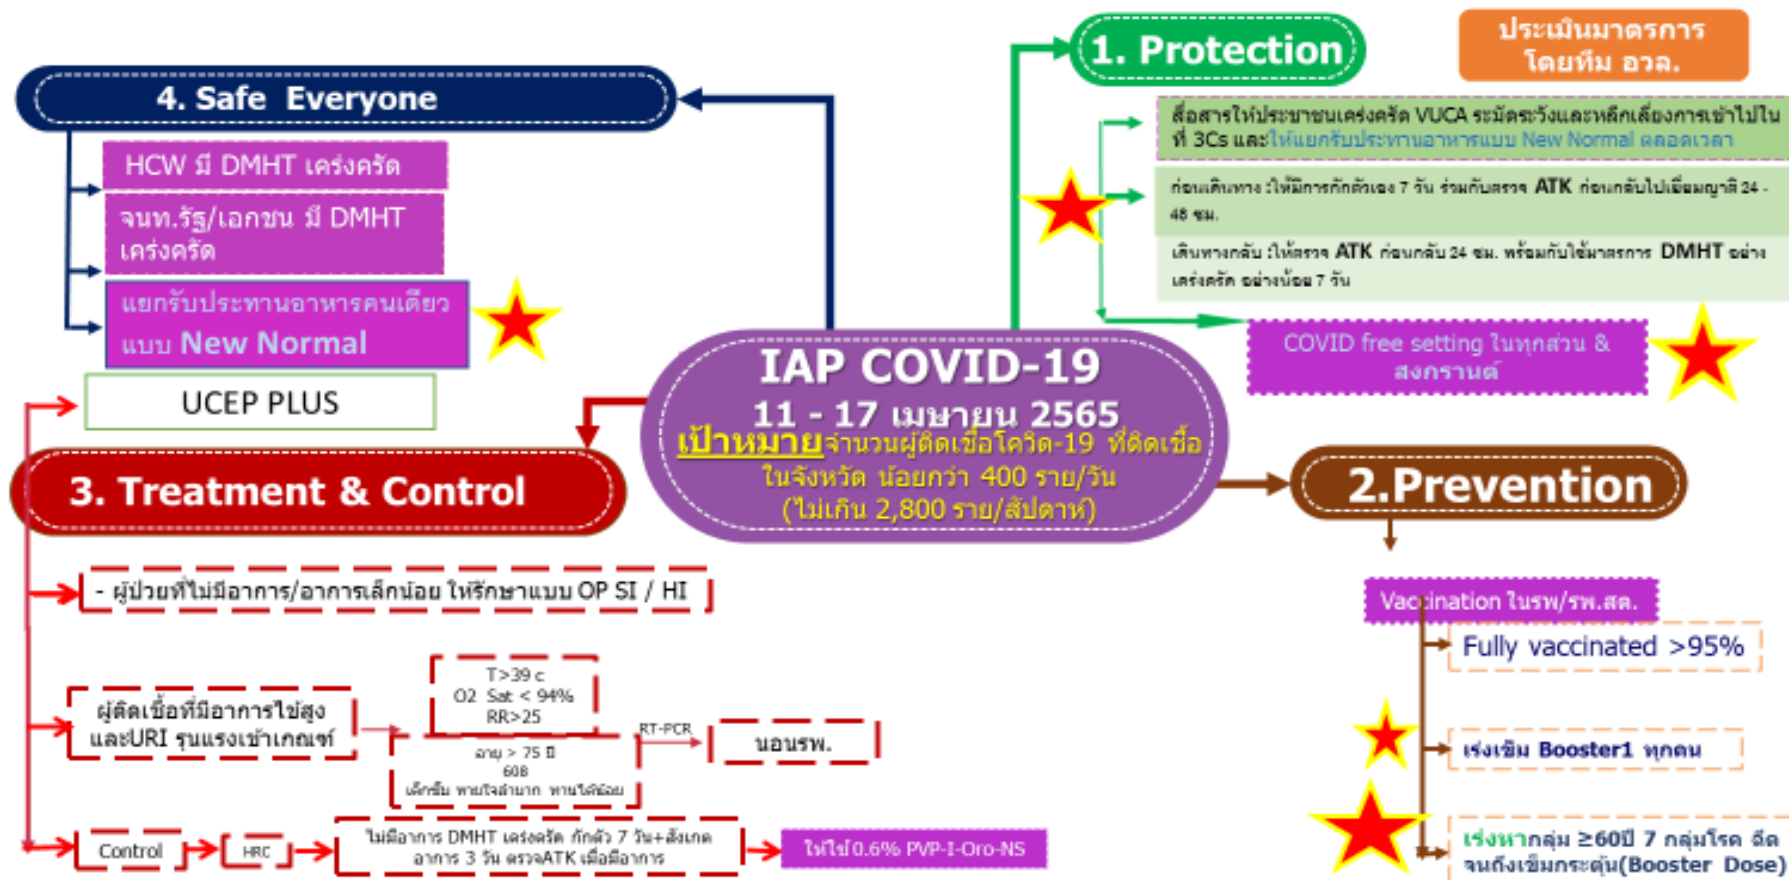 1. Protection
ประเมินมาตรการ
โดยทีม อวล.
สื่อสารให้ประชาชนเคร่งครัด VUCA ระมัดระวังและหลีกเลี่ยงการเข้าไปใน
ที่ 3Cs และให้แยกรับประทานอาหารแบบ New Normal ตลอดเวลา
ก่อนเดินทาง :ให้มีการกักตัวเอง 7 วัน ร่วมกับตรวจ ATK ก่อนกลับไปเยี่ยมญาติ 24 -
48 ชม.
เดินทางกลับ :ให้ตรวจ ATK ก่อนกลับ 24 ชม. พร้อมกับใช้มาตรการ DMHT อย่าง
เคร่งครัด อย่างน้อย 7 วัน
COVID free setting ในทุกส่วน &
สงกรานต์
4. Safe Everyone
HCW มี DMHT เคร่งครัด
จนท.รัฐ/เอกชน มี DMHT
เคร่งครัด
แยกรับประทานอาหารคนเดียว
แบบ New Normal
IAP COVID-19
11 - 17 เมษายน 2565
เป้าหมายจำนวนผู้ติดเชื้อโควิด-19 ที่ติดเชื้อ
ในจังหวัด น้อยกว่า 400 ราย/วัน
(ไม่เกิน 2,800 ราย/สัปดาห์)
UCEP PLUS
3. Treatment & Control
- ผู้ป่วยที่ไม่มีอาการ/อาการเล็กน้อย ให้รักษาแบบ OP SI / HI
ผู้ติดเชื้อที่มีอาการไข้สูง
และURI รุนแรงเข้าเกณฑ์
T>39 c
O2 Sat < 94%
RR>25
อายุ > 75 ปี
608
เด็กซึม หายใจลำบาก ทานได้น้อย
RT-PCR
นอนรพ.
Control
HRC
ไม่มีอาการ DMHT เคร่งครัด กักตัว 7 วัน+สังเกต
อาการ 3 วัน ตรวจATK เมื่อมีอาการ
ให้ใช้ 0.6% PVP-I-Oro-NS
2.Prevention
Vaccination ในรพ/รพ.สต.
Fully vaccinated >95%
เร่งเข็ม Booster1 ทุกคน
เร่งหากลุ่ม ≥60ปี 7 กลุ่มโรค ฉีด
จนถึงเข็มกระตุ้น(Booster Dose)